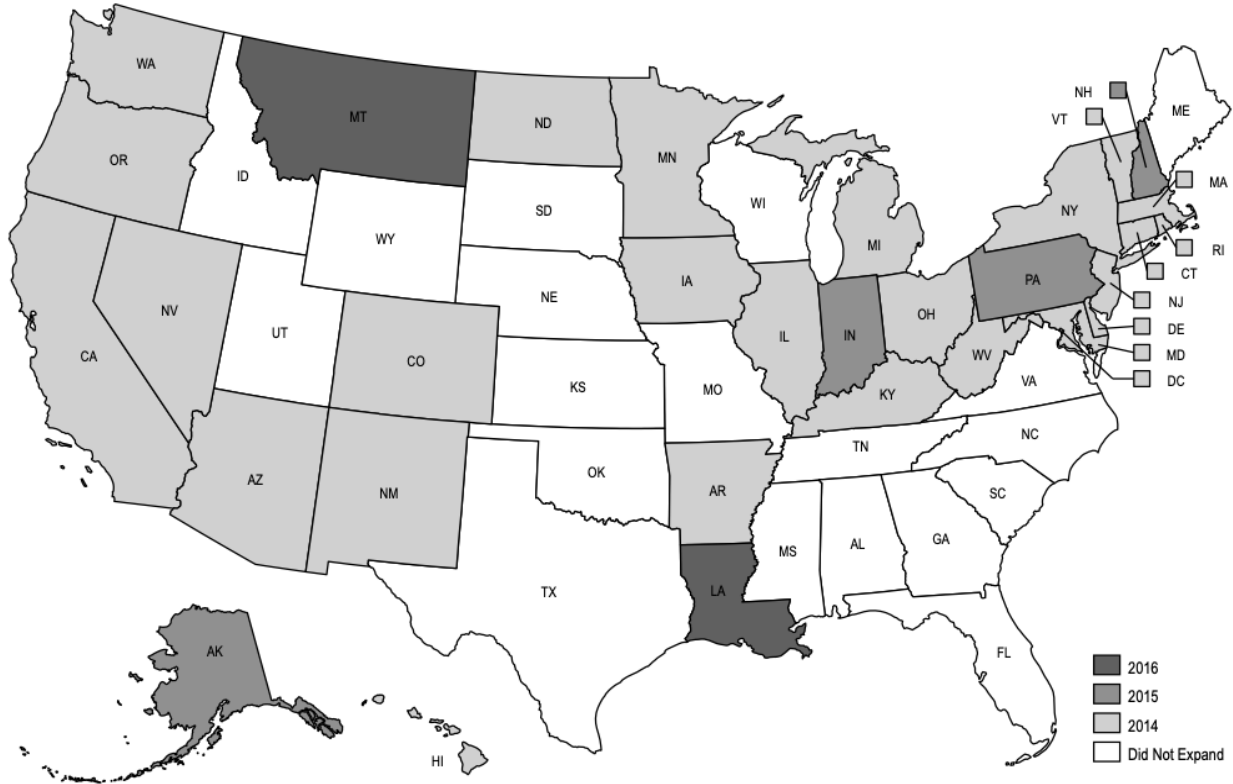 WA
MT
ND
MN
OR
ID
SD
WI
WY
MI
NY
ME
NH
VT
MA
RI
CT
NJ
DE
MD
DC
PA
NV
UT
NE
IA
IL
IN
OH
WV
VA
CA
CO
KS
MO
KY
TN
NC
AZ
NM
OK
AR
SC
TX
LA
MS
AL
GA
FL
AK
HI
2016
2015
2014
Did Not Expand